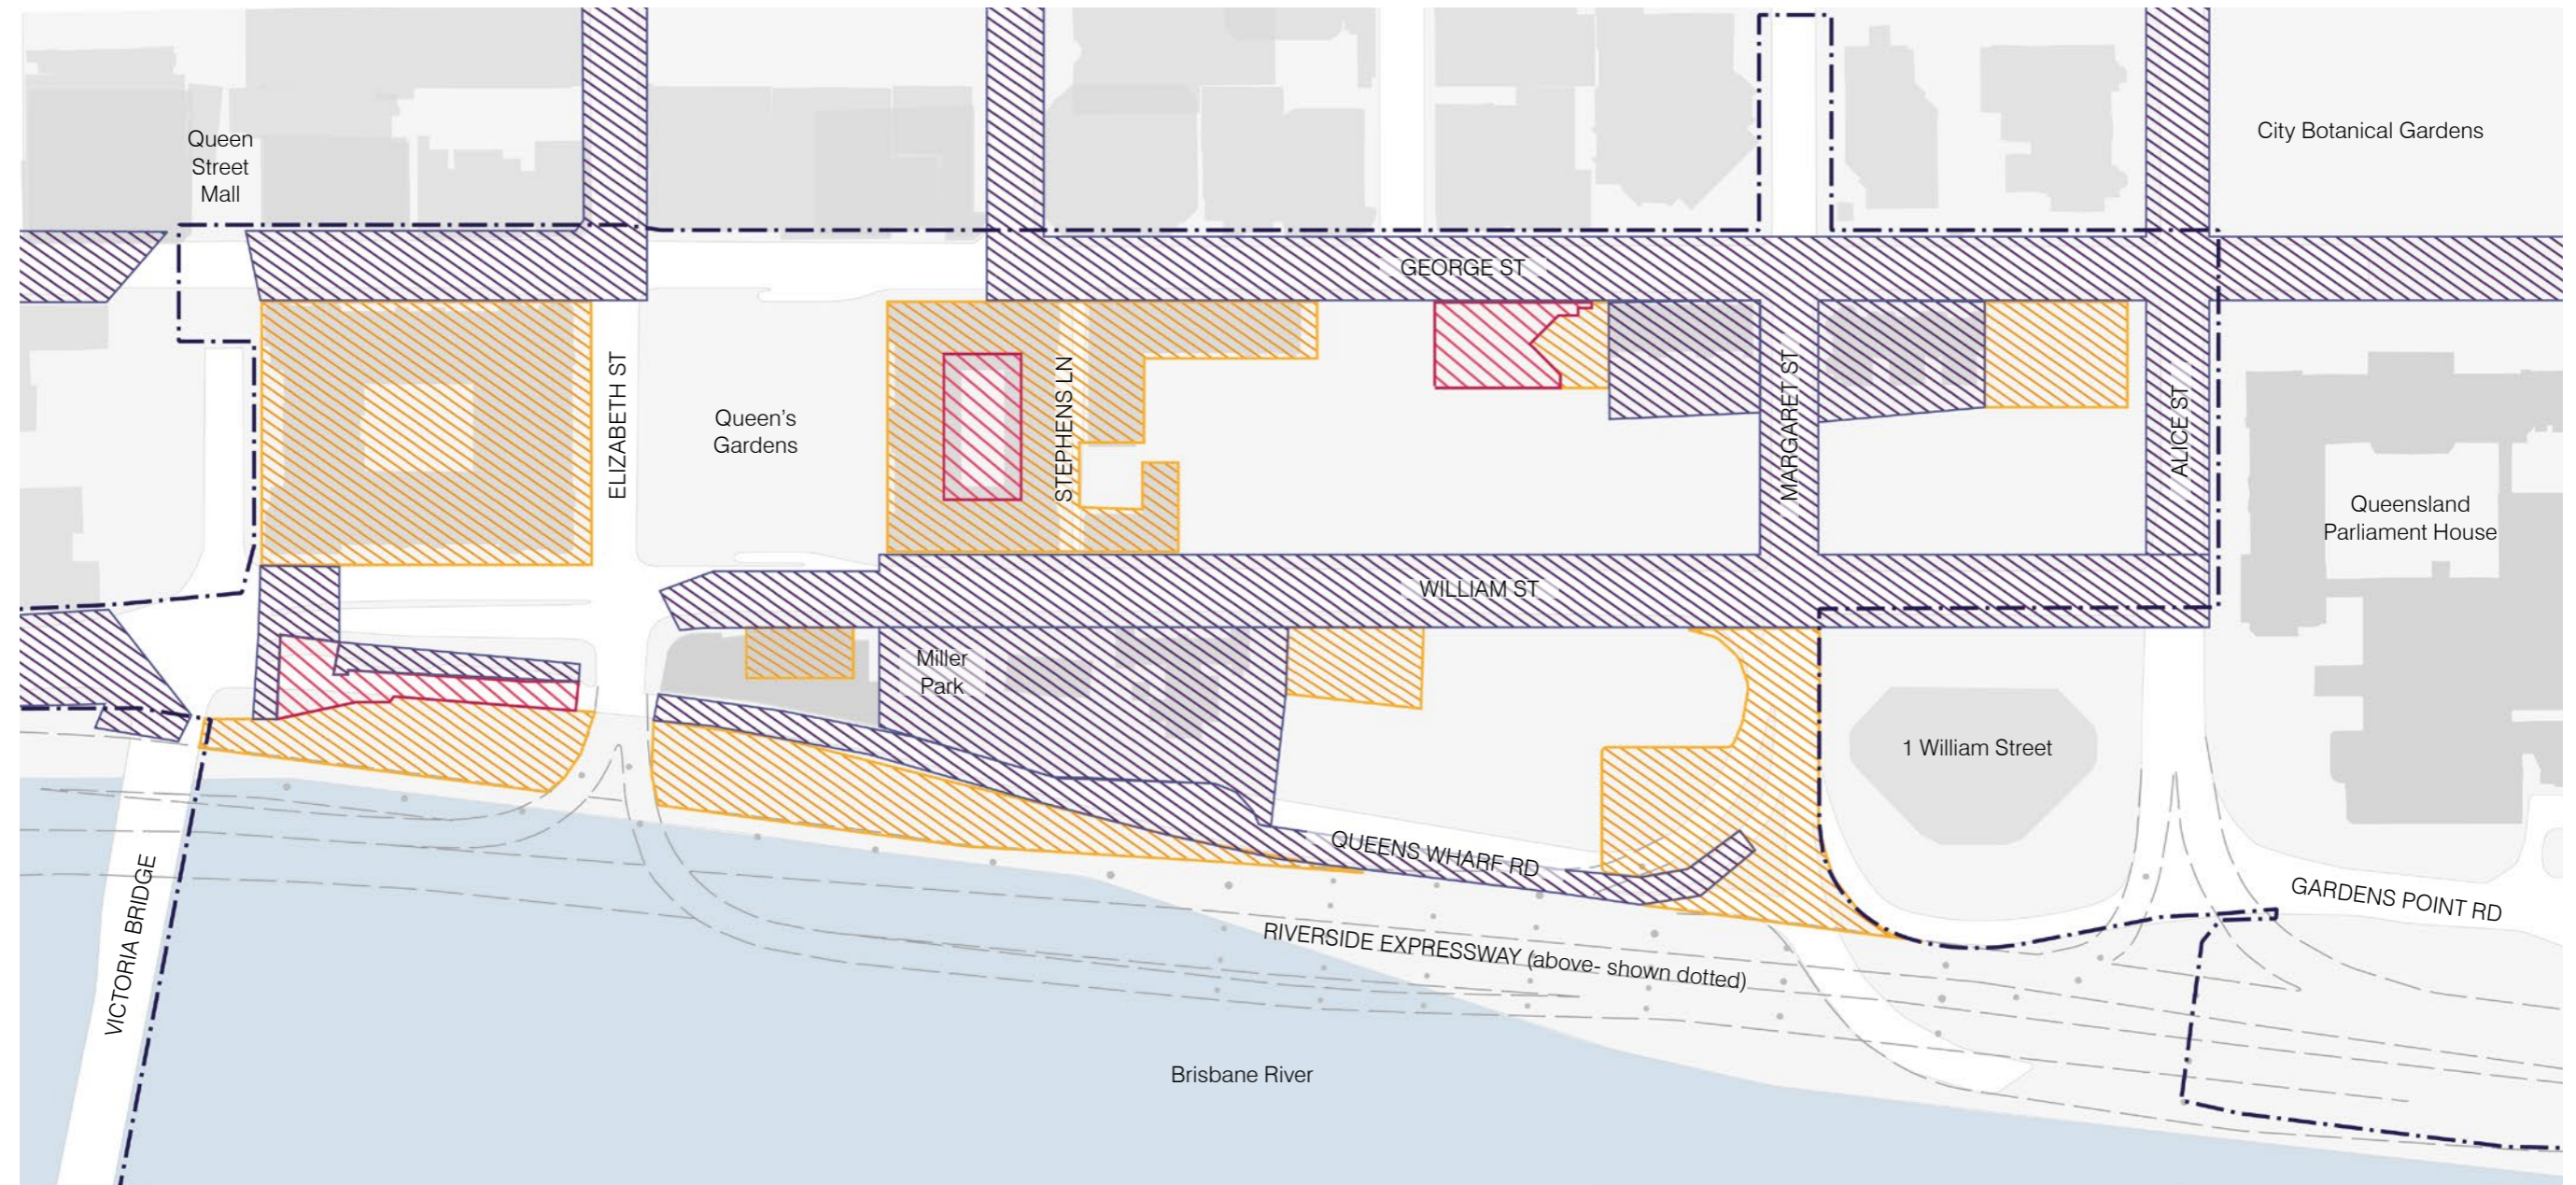 City Botanical Gardens
Queen
Street
Mall
GEORGE ST
ELIZABETH ST
Queen's
Gardens
STEPHENS LN
MARGARET ST
ALICE ST
Queensland
Parliament House
WILLIAM ST
Miller
Park
1 William Street
QUEENS WHARF RD
GARDENS POINT RD
VICTORIA BRIDGE
RIVERSIDE EXPRESSWAY (above- shown dotted)
Brisbane River